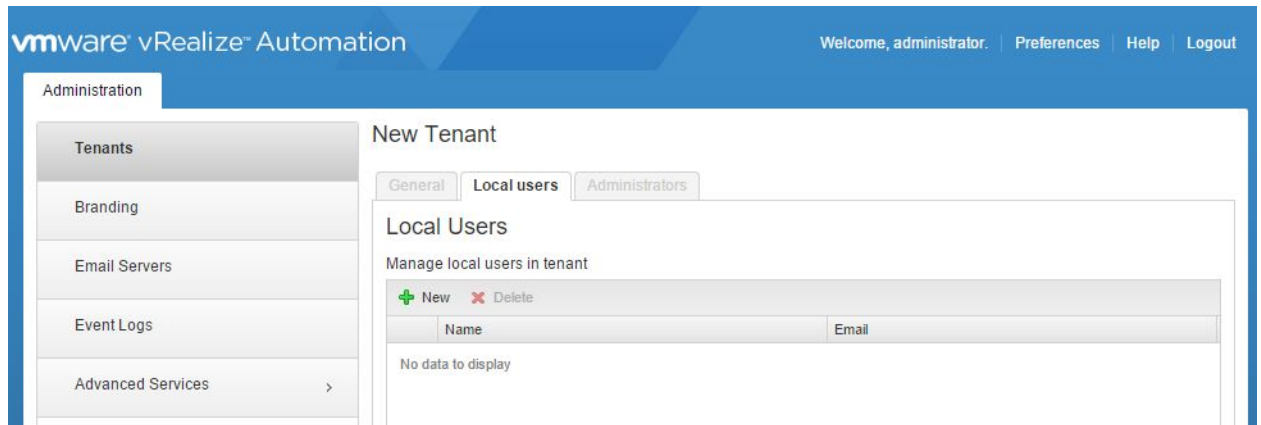 vmware® vRealize™ Automation
Welcome, administrator. Preferences Help Logout
Administration
Tenants
Branding
Email Servers
Event Logs
Advanced Services >
New Tenant
General Local users Administrators
Local Users
Manage local users in tenant
New Delete
Name Email
No data to display